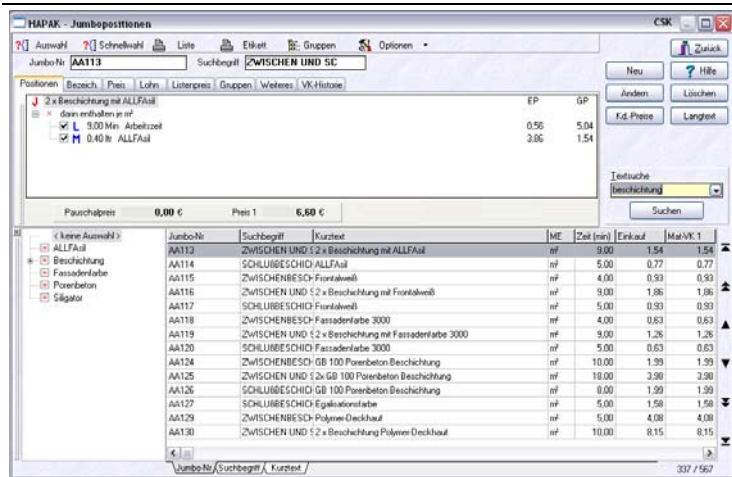 HAPAK - Jumbopositionen CSK
?() Auswahl ?() Schnellwahl Liste Etikett Gruppen Optionen Zurück
Jumbo-Nr AA113 Suchbegriff ZWISCHEN UND SC Neu ? Hilfe
Positionen Bezeich. Preis Lohn Listenpreis Gruppen Weiteres VK-Historie
Ändern Löschen
J 2 x Beschichtung mit ALLFAsil EP GP
darin enthalten je m² K.d. Preise Langtext
L 9.00 Min Arbeitszeit 0.56 5.04
M 0.40 ltr ALLFAsil 3.86 1.54
Textsuche
beschichtung
Pauschalpreis 0,00 € Preis 1 6,60 € Suchen
< keine Auswahl > Jumbo-Nr Suchbegriff Kurztext ME Zeit (min) Einkauf Mat-VK 1
ALLFAsil AA113 ZWISCHEN UND S 2 x Beschichtung mit ALLFAsil m² 9.00 1.54 1.54
Beschichtung AA114 SCHLUßBESCHICH ALLFAsil m² 5.00 0,77 0.77
Fassadenfarbe AA115 ZWISCHENBESCH Frontalweiß m² 4,00 0,93 0,93
Porenbeton AA116 ZWISCHEN UND S 2 x Beschichtung mit Frontalweiß m² 9,00 1,86 1,86
Siligator AA117 SCHLUßBESCHICH Frontalweiß m² 5,00 0,93 0,93
AA118 ZWISCHENBESCH Fassadenfarbe 3000 m² 4,00 0,63 0,63
AA119 ZWISCHEN UND S 2 x Beschichtung mit Fassadenfarbe 3000 m² 9,00 1,26 1,26
AA120 SCHLUßBESCHICH Fassadenfarbe 3000 m² 5,00 0,63 0,63
AA124 ZWISCHENBESCH GB 100 Porenbeton Beschichtung m² 10.00 1.99 1.99
AA125 ZWISCHEN UND S 2x GB 100 Porenbeton Beschichtung m² 18.00 3.98 3.98
AA126 SCHLUßBESCHICH GB 100 Porenbeton Beschichtung m² 8.00 1.99 1.99
AA127 SCHLUßBESCHICH Egalisationsfarbe m² 5,00 1,58 1,58
AA129 ZWISCHENBESCH Polymer-Deckhaut m² 5,00 4,08 4,08
AA130 ZWISCHEN UND S 2 x Beschichtung Polymer-Deckhaut m² 10,00 8,15 8,15
Jumbo-Nr Suchbegriff Kurztext 337 / 567